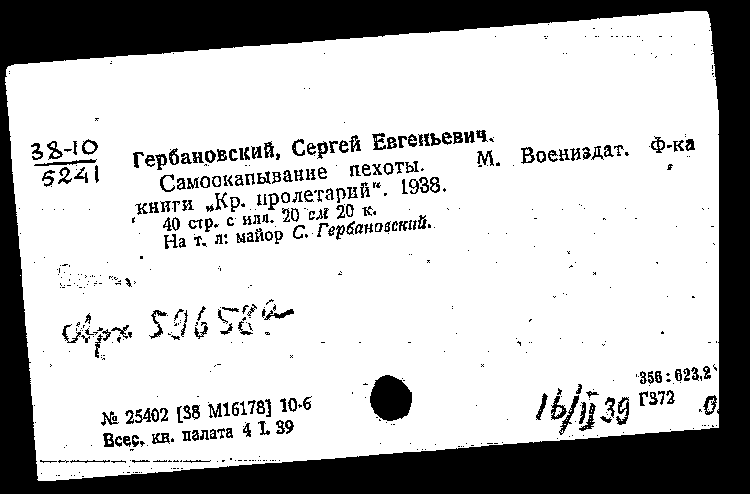 38-10
5241
Гербановский, Сергей Евгеньевич.
Самоокапывание пехоты. М. Воениздат. Ф-ка
книги „Кр. пролетарий". 1938.
40 стр. с илл. 20 см 20 к.
На т. л: майор С. Гербановский.
Арх 59658а
№ 25402 [38 М16178] 10-6
Всес. кн. палата 4 I. 39
16/II 39
356:623,2
Г372